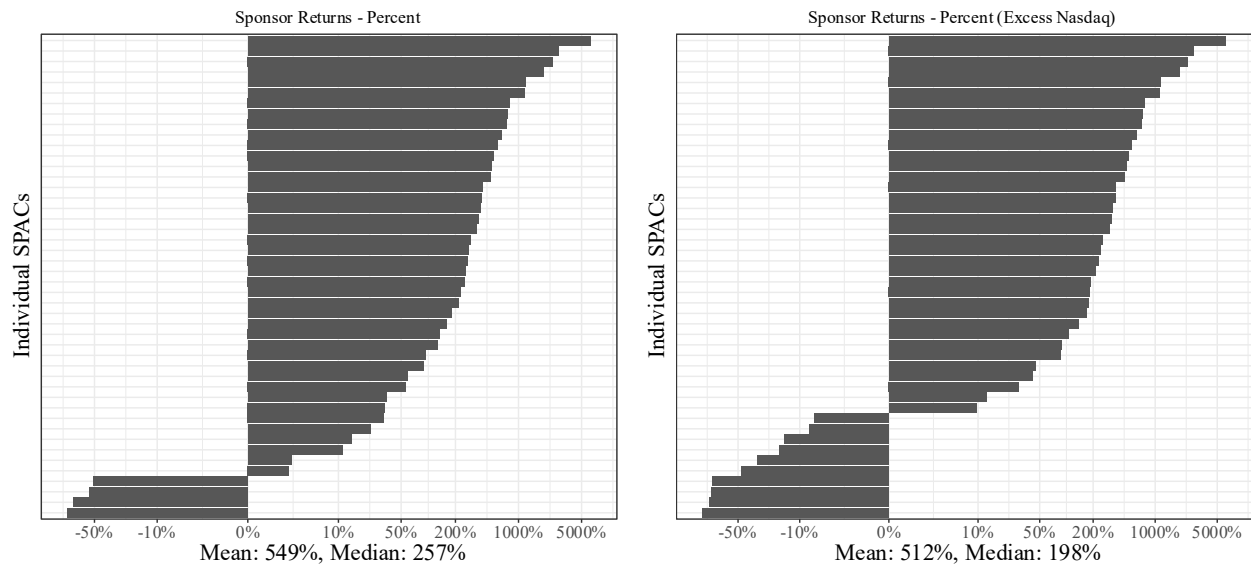 Sponsor Returns - Percent
Individual SPACs
-50% -10% 0% 10% 50% 200% 1000% 5000%
Mean: 549%, Median: 257%
Sponsor Returns - Percent (Excess Nasdaq)
Individual SPACs
-50% -10% 0% 10% 50% 200% 1000% 5000%
Mean: 512%, Median: 198%